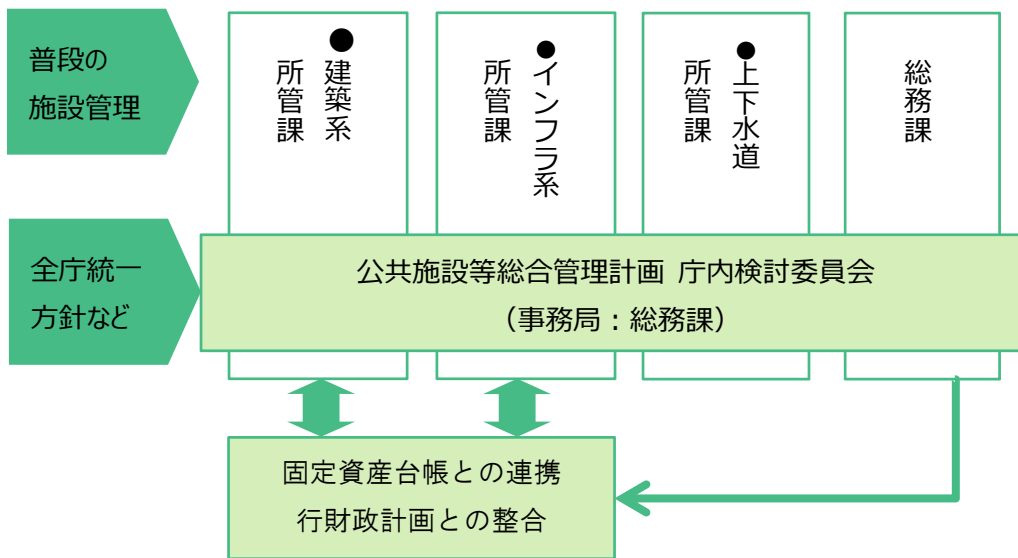 普段の
施設管理
●建築系
所管課
●インフラ系
所管課
●上下水道
所管課
総務課
全庁統一
方針など
公共施設等総合管理計画 庁内検討委員会
（事務局：総務課）
固定資産台帳との連携
行財政計画との整合